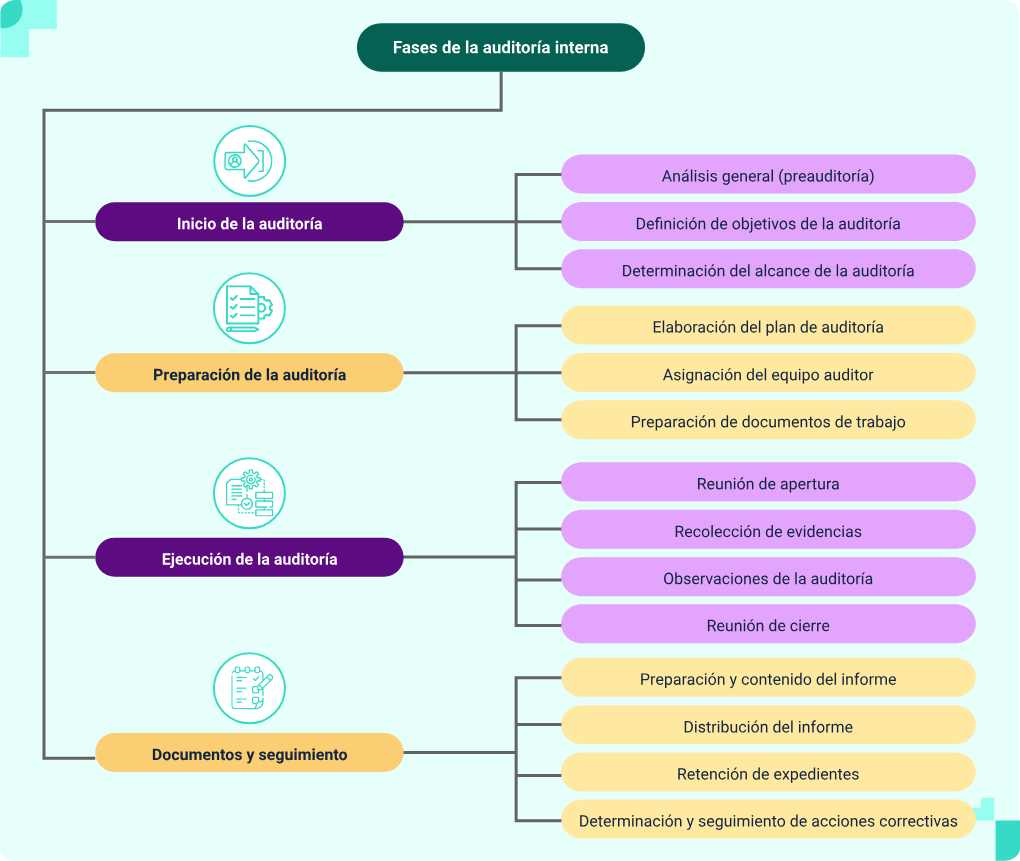 Fases de la auditoría interna
Inicio de la auditoría
Análisis general (preauditoría)
Definición de objetivos de la auditoría
Determinación del alcance de la auditoría
Preparación de la auditoría
Elaboración del plan de auditoría
Asignación del equipo auditor
Preparación de documentos de trabajo
Ejecución de la auditoría
Reunión de apertura
Recolección de evidencias
Observaciones de la auditoría
Reunión de cierre
Documentos y seguimiento
Preparación y contenido del informe
Distribución del informe
Retención de expedientes
Determinación y seguimiento de acciones correctivas